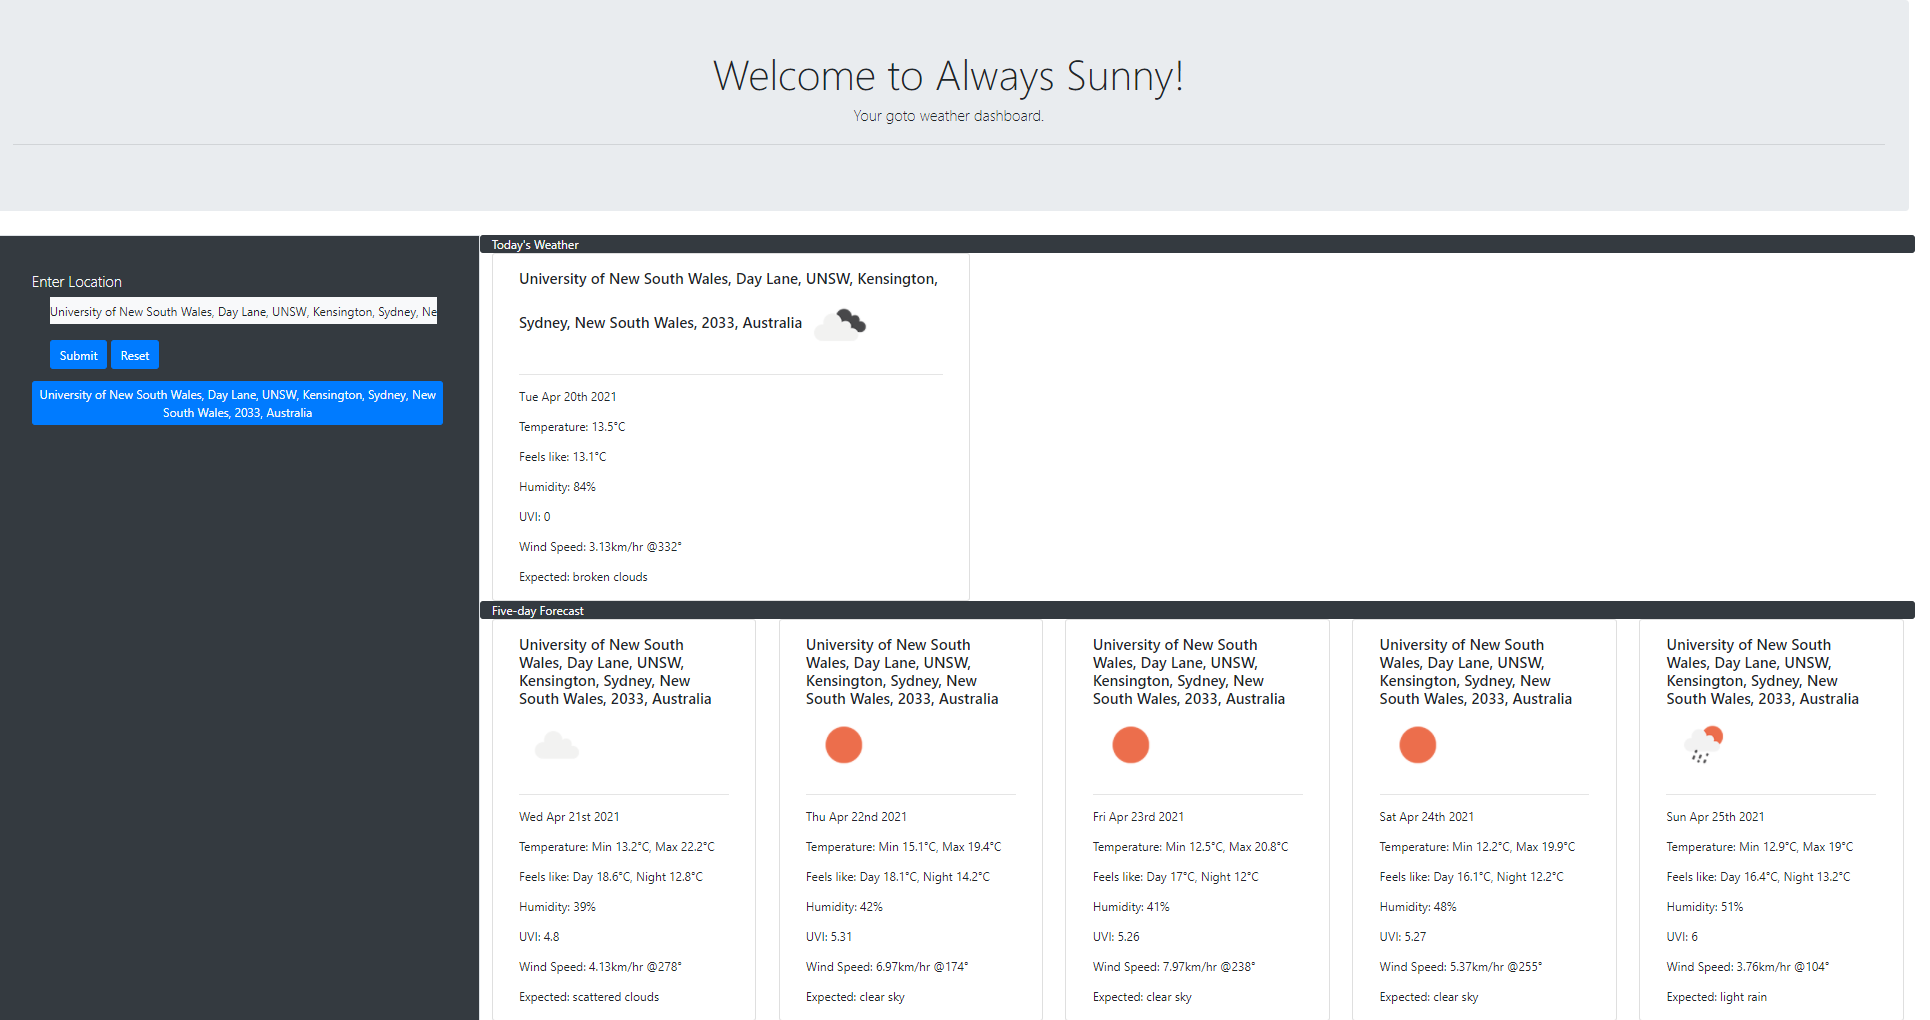 Welcome to Always Sunny!
Your goto weather dashboard.
Enter Location
University of New South Wales, Day Lane, UNSW, Kensington, Sydney, Ne
Submit
Reset
University of New South Wales, Day Lane, UNSW, Kensington, Sydney, New
South Wales, 2033, Australia
Today's Weather
University of New South Wales, Day Lane, UNSW, Kensington,
Sydney, New South Wales, 2033, Australia
Tue Apr 20th 2021
Temperature: 13.5°C
Feels like: 13.1°C
Humidity: 84%
UVI: 0
Wind Speed: 3.13km/hr @332°
Expected: broken clouds
Five-day Forecast
University of New South
Wales, Day Lane, UNSW,
Kensington, Sydney, New
South Wales, 2033, Australia
Wed Apr 21st 2021
Temperature: Min 13.2°C, Max 22.2°C
Feels like: Day 18.6°C, Night 12.8°C
Humidity: 39%
UVI: 4.8
Wind Speed: 4.13km/hr @278°
Expected: scattered clouds
University of New South
Wales, Day Lane, UNSW,
Kensington, Sydney, New
South Wales, 2033, Australia
Thu Apr 22nd 2021
Temperature: Min 15.1°C, Max 19.4°C
Feels like: Day 18.1°C, Night 14.2°C
Humidity: 42%
UVI: 5.31
Wind Speed: 6.97km/hr @174°
Expected: clear sky
University of New South
Wales, Day Lane, UNSW,
Kensington, Sydney, New
South Wales, 2033, Australia
Fri Apr 23rd 2021
Temperature: Min 12.5°C, Max 20.8°C
Feels like: Day 17°C, Night 12°C
Humidity: 41%
UVI: 5.26
Wind Speed: 7.97km/hr @238°
Expected: clear sky
University of New South
Wales, Day Lane, UNSW,
Kensington, Sydney, New
South Wales, 2033, Australia
Sat Apr 24th 2021
Temperature: Min 12.2°C, Max 19.9°C
Feels like: Day 16.1°C, Night 12.2°C
Humidity: 48%
UVI: 5.27
Wind Speed: 5.37km/hr @255°
Expected: clear sky
University of New South
Wales, Day Lane, UNSW,
Kensington, Sydney, New
South Wales, 2033, Australia
Sun Apr 25th 2021
Temperature: Min 12.9°C, Max 19°C
Feels like: Day 16.4°C, Night 13.2°C
Humidity: 51%
UVI: 6
Wind Speed: 3.76km/hr @104°
Expected: light rain